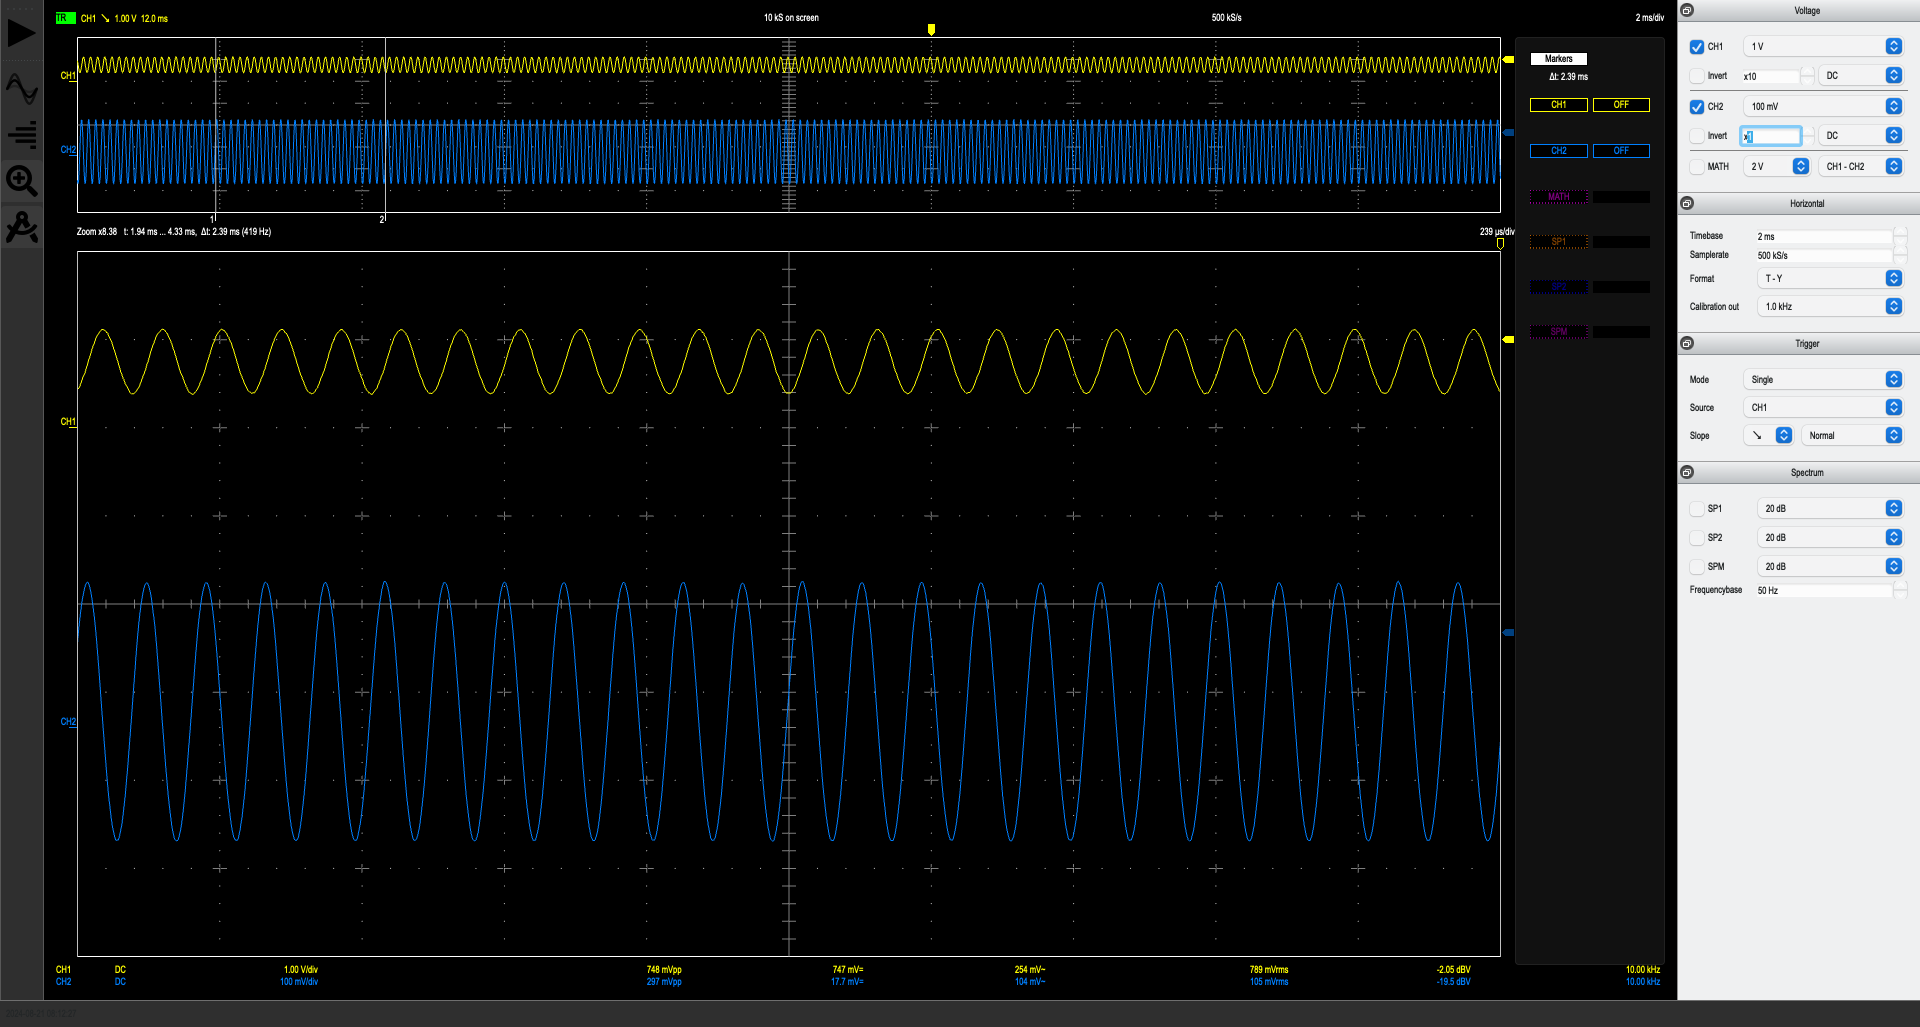 TR CH1 ↘ 1.00 V 12.0 ms
10 kS on screen
500 kS/s
2 ms/div
CH1
CH2
1
2
Zoom x8.38 t: 1.94 ms ... 4.33 ms, Δt: 2.39 ms (419 Hz)
239 µs/div
CH1
CH2
CH1 DC 1.00 V/div 748 mVpp 747 mV= 254 mV~ 789 mVrms -2.05 dBV 10.00 kHz
CH2 DC 100 mV/div 297 mVpp 17.7 mV= 104 mV~ 105 mVrms -19.5 dBV 10.00 kHz
Markers
Δt: 2.39 ms
CH1 OFF
CH2 OFF
MATH
SP1
SP2
SPM
Voltage
CH1 1 V
Invert x10 DC
CH2 100 mV
Invert x1 DC
MATH 2 V CH1 - CH2
Horizontal
Timebase 2 ms
Samplerate 500 kS/s
Format T - Y
Calibration out 1.0 kHz
Trigger
Mode Single
Source CH1
Slope ↘ Normal
Spectrum
SP1 20 dB
SP2 20 dB
SPM 20 dB
Frequencybase 50 Hz